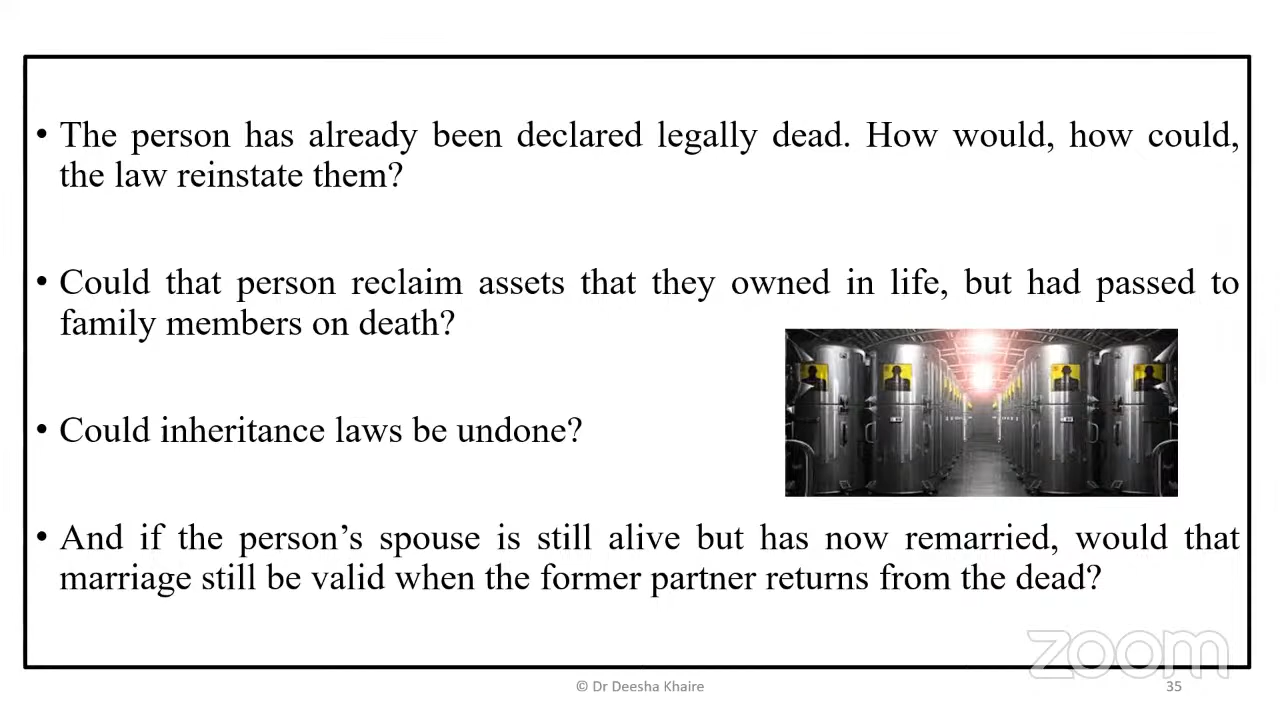 • The person has already been declared legally dead. How would, how could,
the law reinstate them?
• Could that person reclaim assets that they owned in life, but had passed to
family members on death?
• Could inheritance laws be undone?
• And if the person’s spouse is still alive but has now remarried, would that
marriage still be valid when the former partner returns from the dead?
zoom
© Dr Deesha Khaire
35